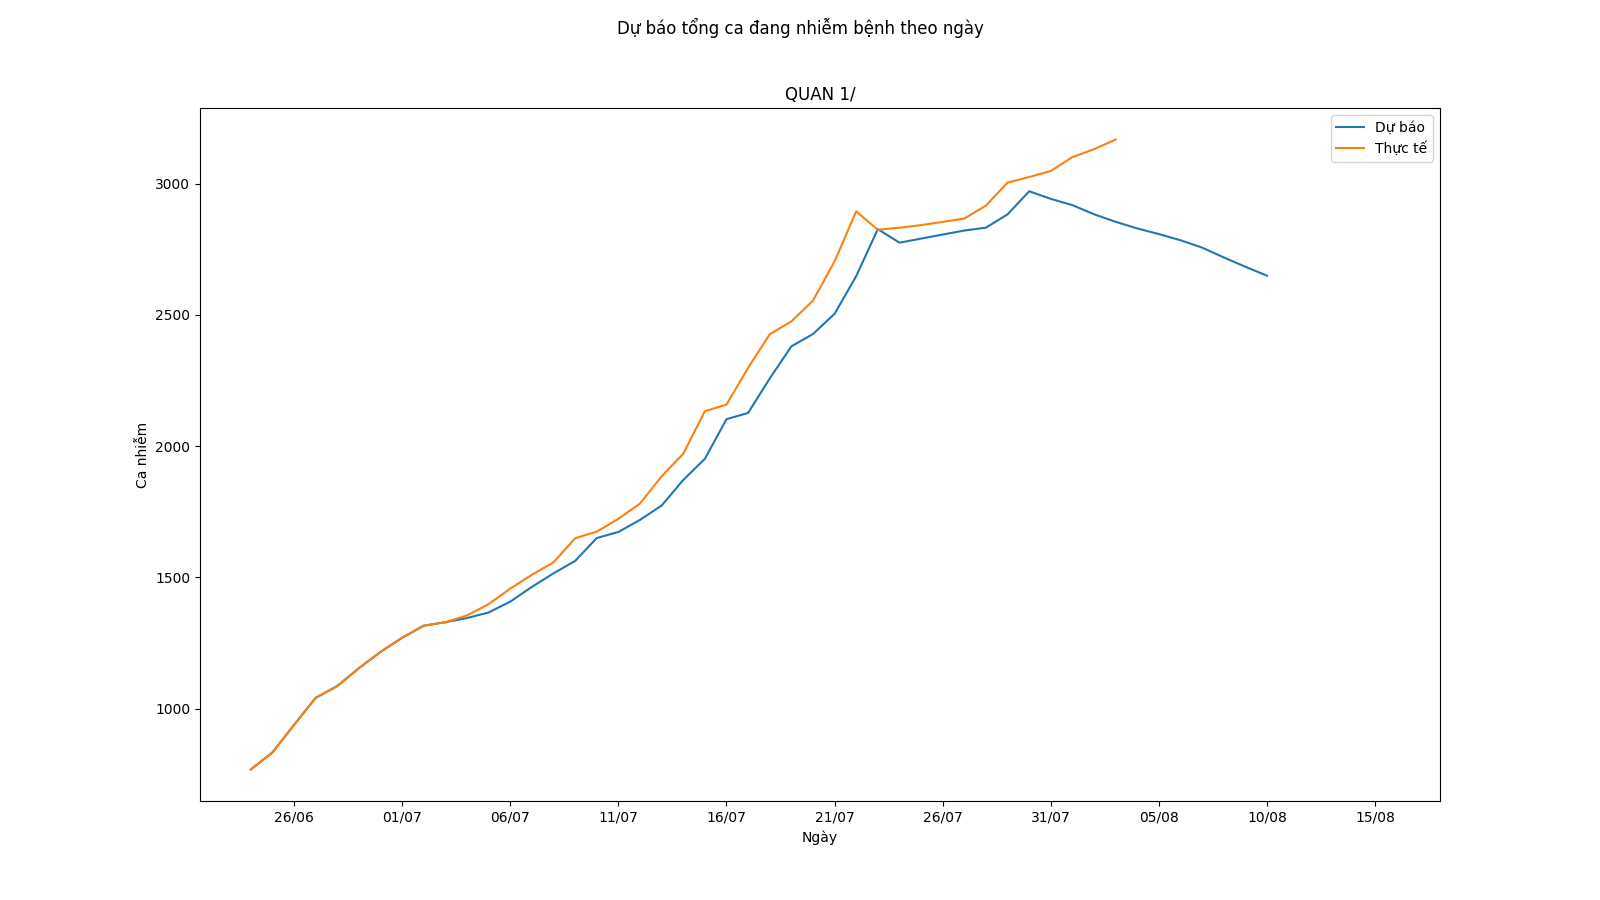 Dự báo tổng ca đang nhiễm bệnh theo ngày
QUAN 1/
Dự báo
Thực tế
3000
2500
2000
1500
1000
Ca nhiễm
26/06 01/07 06/07 11/07 16/07 21/07 26/07 31/07 05/08 10/08 15/08
Ngày